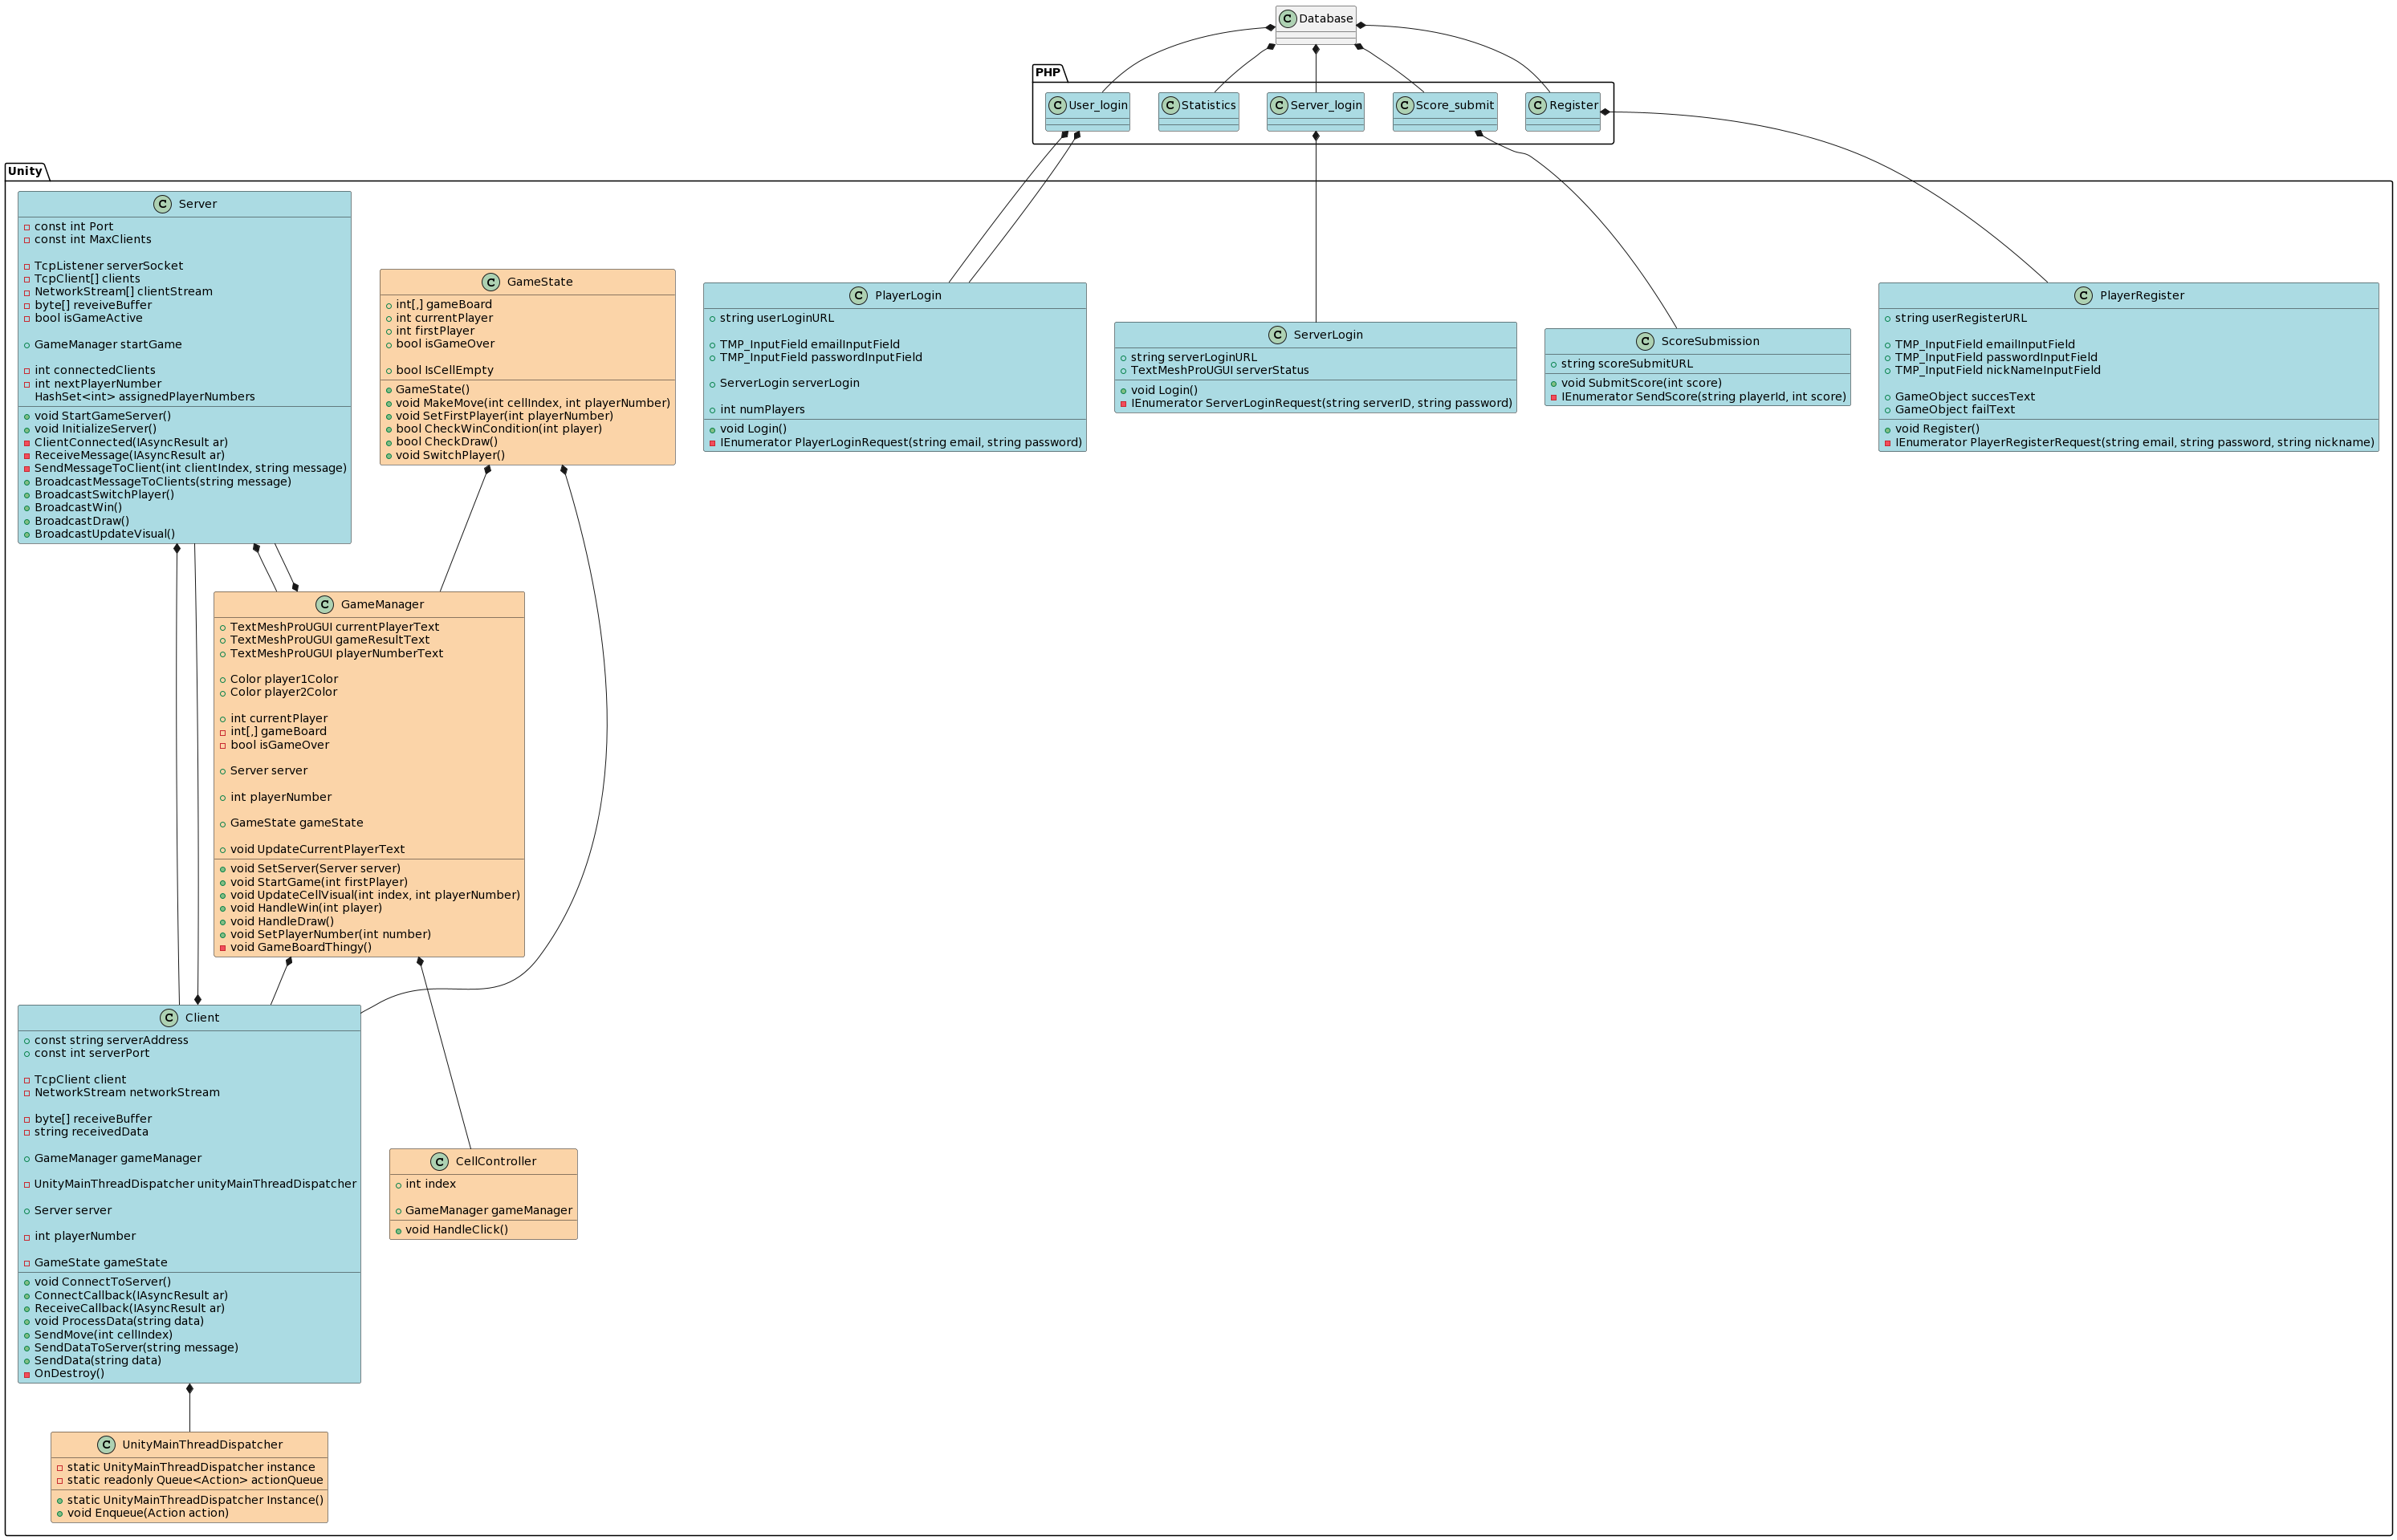 Database
PHP
User_login
Statistics
Server_login
Score_submit
Register
Unity
Server
const int Port
const int MaxClients
TcpListener serverSocket
TcpClient[] clients
NetworkStream[] clientStream
byte[] reveiveBuffer
bool isGameActive
GameManager startGame
int connectedClients
int nextPlayerNumber
HashSet<int> assignedPlayerNumbers
void StartGameServer()
void InitializeServer()
ClientConnected(IAsyncResult ar)
ReceiveMessage(IAsyncResult ar)
SendMessageToClient(int clientIndex, string message)
BroadcastMessageToClients(string message)
BroadcastSwitchPlayer()
BroadcastWin()
BroadcastDraw()
BroadcastUpdateVisual()
GameState
int[,] gameBoard
int currentPlayer
int firstPlayer
bool isGameOver
bool IsCellEmpty
GameState()
void MakeMove(int cellIndex, int playerNumber)
void SetFirstPlayer(int playerNumber)
bool CheckWinCondition(int player)
bool CheckDraw()
void SwitchPlayer()
PlayerLogin
string userLoginURL
TMP_InputField emailInputField
TMP_InputField passwordInputField
ServerLogin serverLogin
int numPlayers
void Login()
IEnumerator PlayerLoginRequest(string email, string password)
ServerLogin
string serverLoginURL
TextMeshProUGUI serverStatus
void Login()
IEnumerator ServerLoginRequest(string serverID, string password)
ScoreSubmission
string scoreSubmitURL
void SubmitScore(int score)
IEnumerator SendScore(string playerId, int score)
PlayerRegister
string userRegisterURL
TMP_InputField emailInputField
TMP_InputField passwordInputField
TMP_InputField nickNameInputField
GameObject succesText
GameObject failText
void Register()
IEnumerator PlayerRegisterRequest(string email, string password, string nickname)
GameManager
TextMeshProUGUI currentPlayerText
TextMeshProUGUI gameResultText
TextMeshProUGUI playerNumberText
Color player1Color
Color player2Color
int currentPlayer
int[,] gameBoard
bool isGameOver
Server server
int playerNumber
GameState gameState
void UpdateCurrentPlayerText
void SetServer(Server server)
void StartGame(int firstPlayer)
void UpdateCellVisual(int index, int playerNumber)
void HandleWin(int player)
void HandleDraw()
void SetPlayerNumber(int number)
void GameBoardThingy()
Client
const string serverAddress
const int serverPort
TcpClient client
NetworkStream networkStream
byte[] receiveBuffer
string receivedData
GameManager gameManager
UnityMainThreadDispatcher unityMainThreadDispatcher
Server server
int playerNumber
GameState gameState
void ConnectToServer()
ConnectCallback(IAsyncResult ar)
ReceiveCallback(IAsyncResult ar)
void ProcessData(string data)
SendMove(int cellIndex)
SendDataToServer(string message)
SendData(string data)
OnDestroy()
CellController
int index
GameManager gameManager
void HandleClick()
UnityMainThreadDispatcher
static UnityMainThreadDispatcher instance
static readonly Queue<Action> actionQueue
static UnityMainThreadDispatcher Instance()
void Enqueue(Action action)